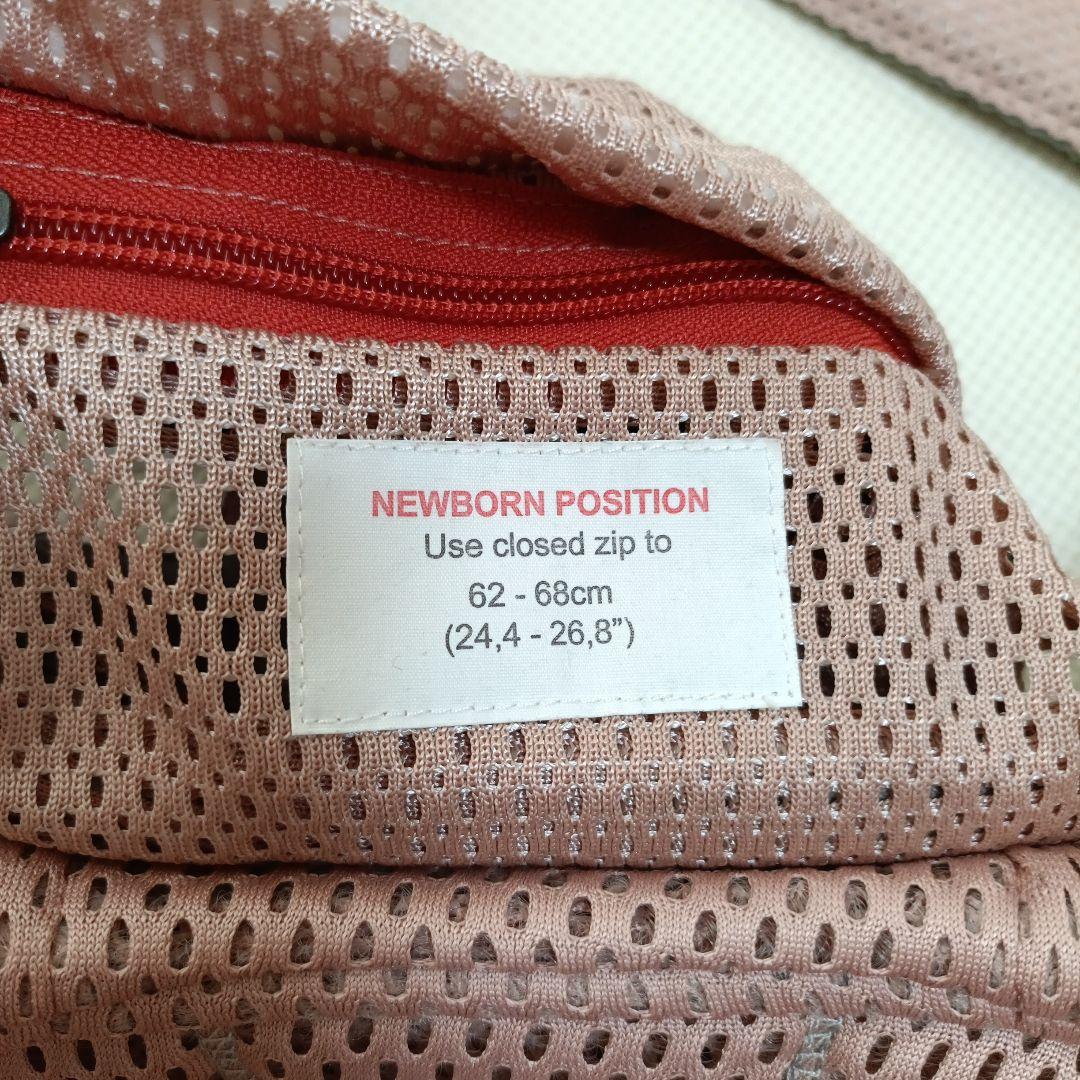 NEWBORN POSITION
Use closed zip to
62 - 68cm
(24,4 - 26,8”)